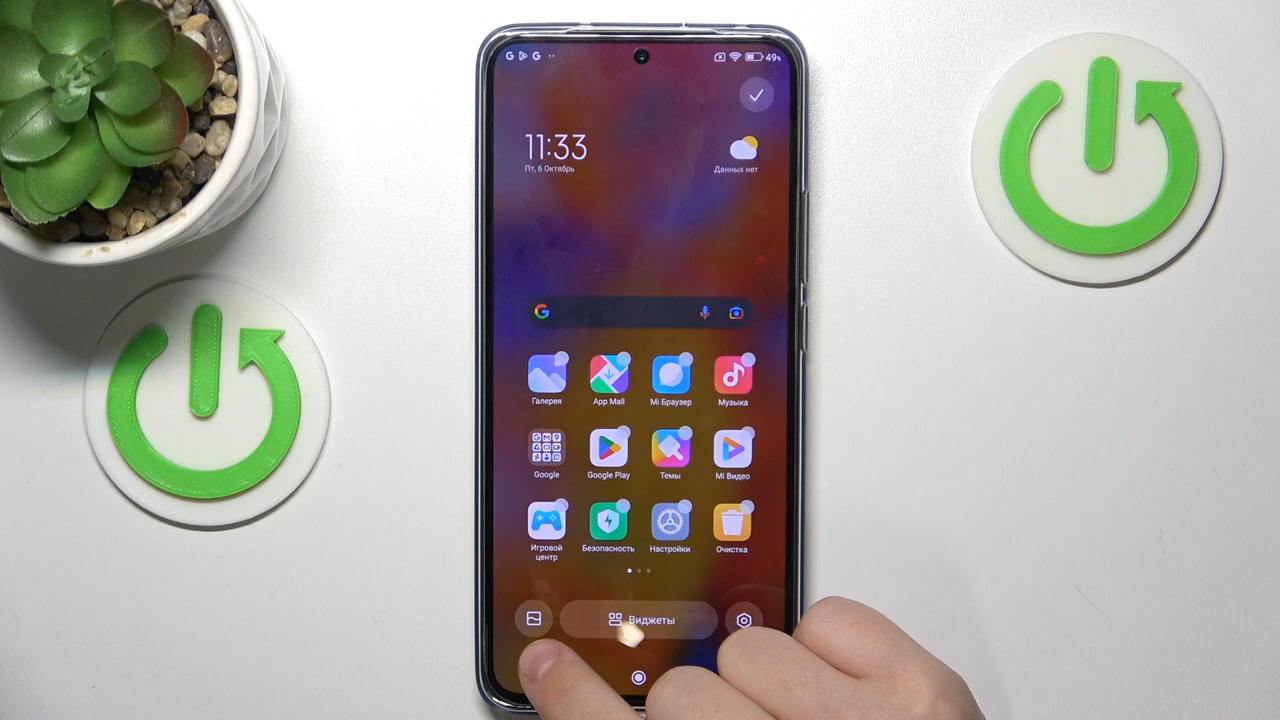 49%
11:33
Пт, 6 Октябрь
Данных нет
Галерея
App Mall
Mi Браузер
Музыка
Google
Google Play
Темы
Mi Видео
Игровой центр
Безопасность
Настройки
Очистка
Виджеты